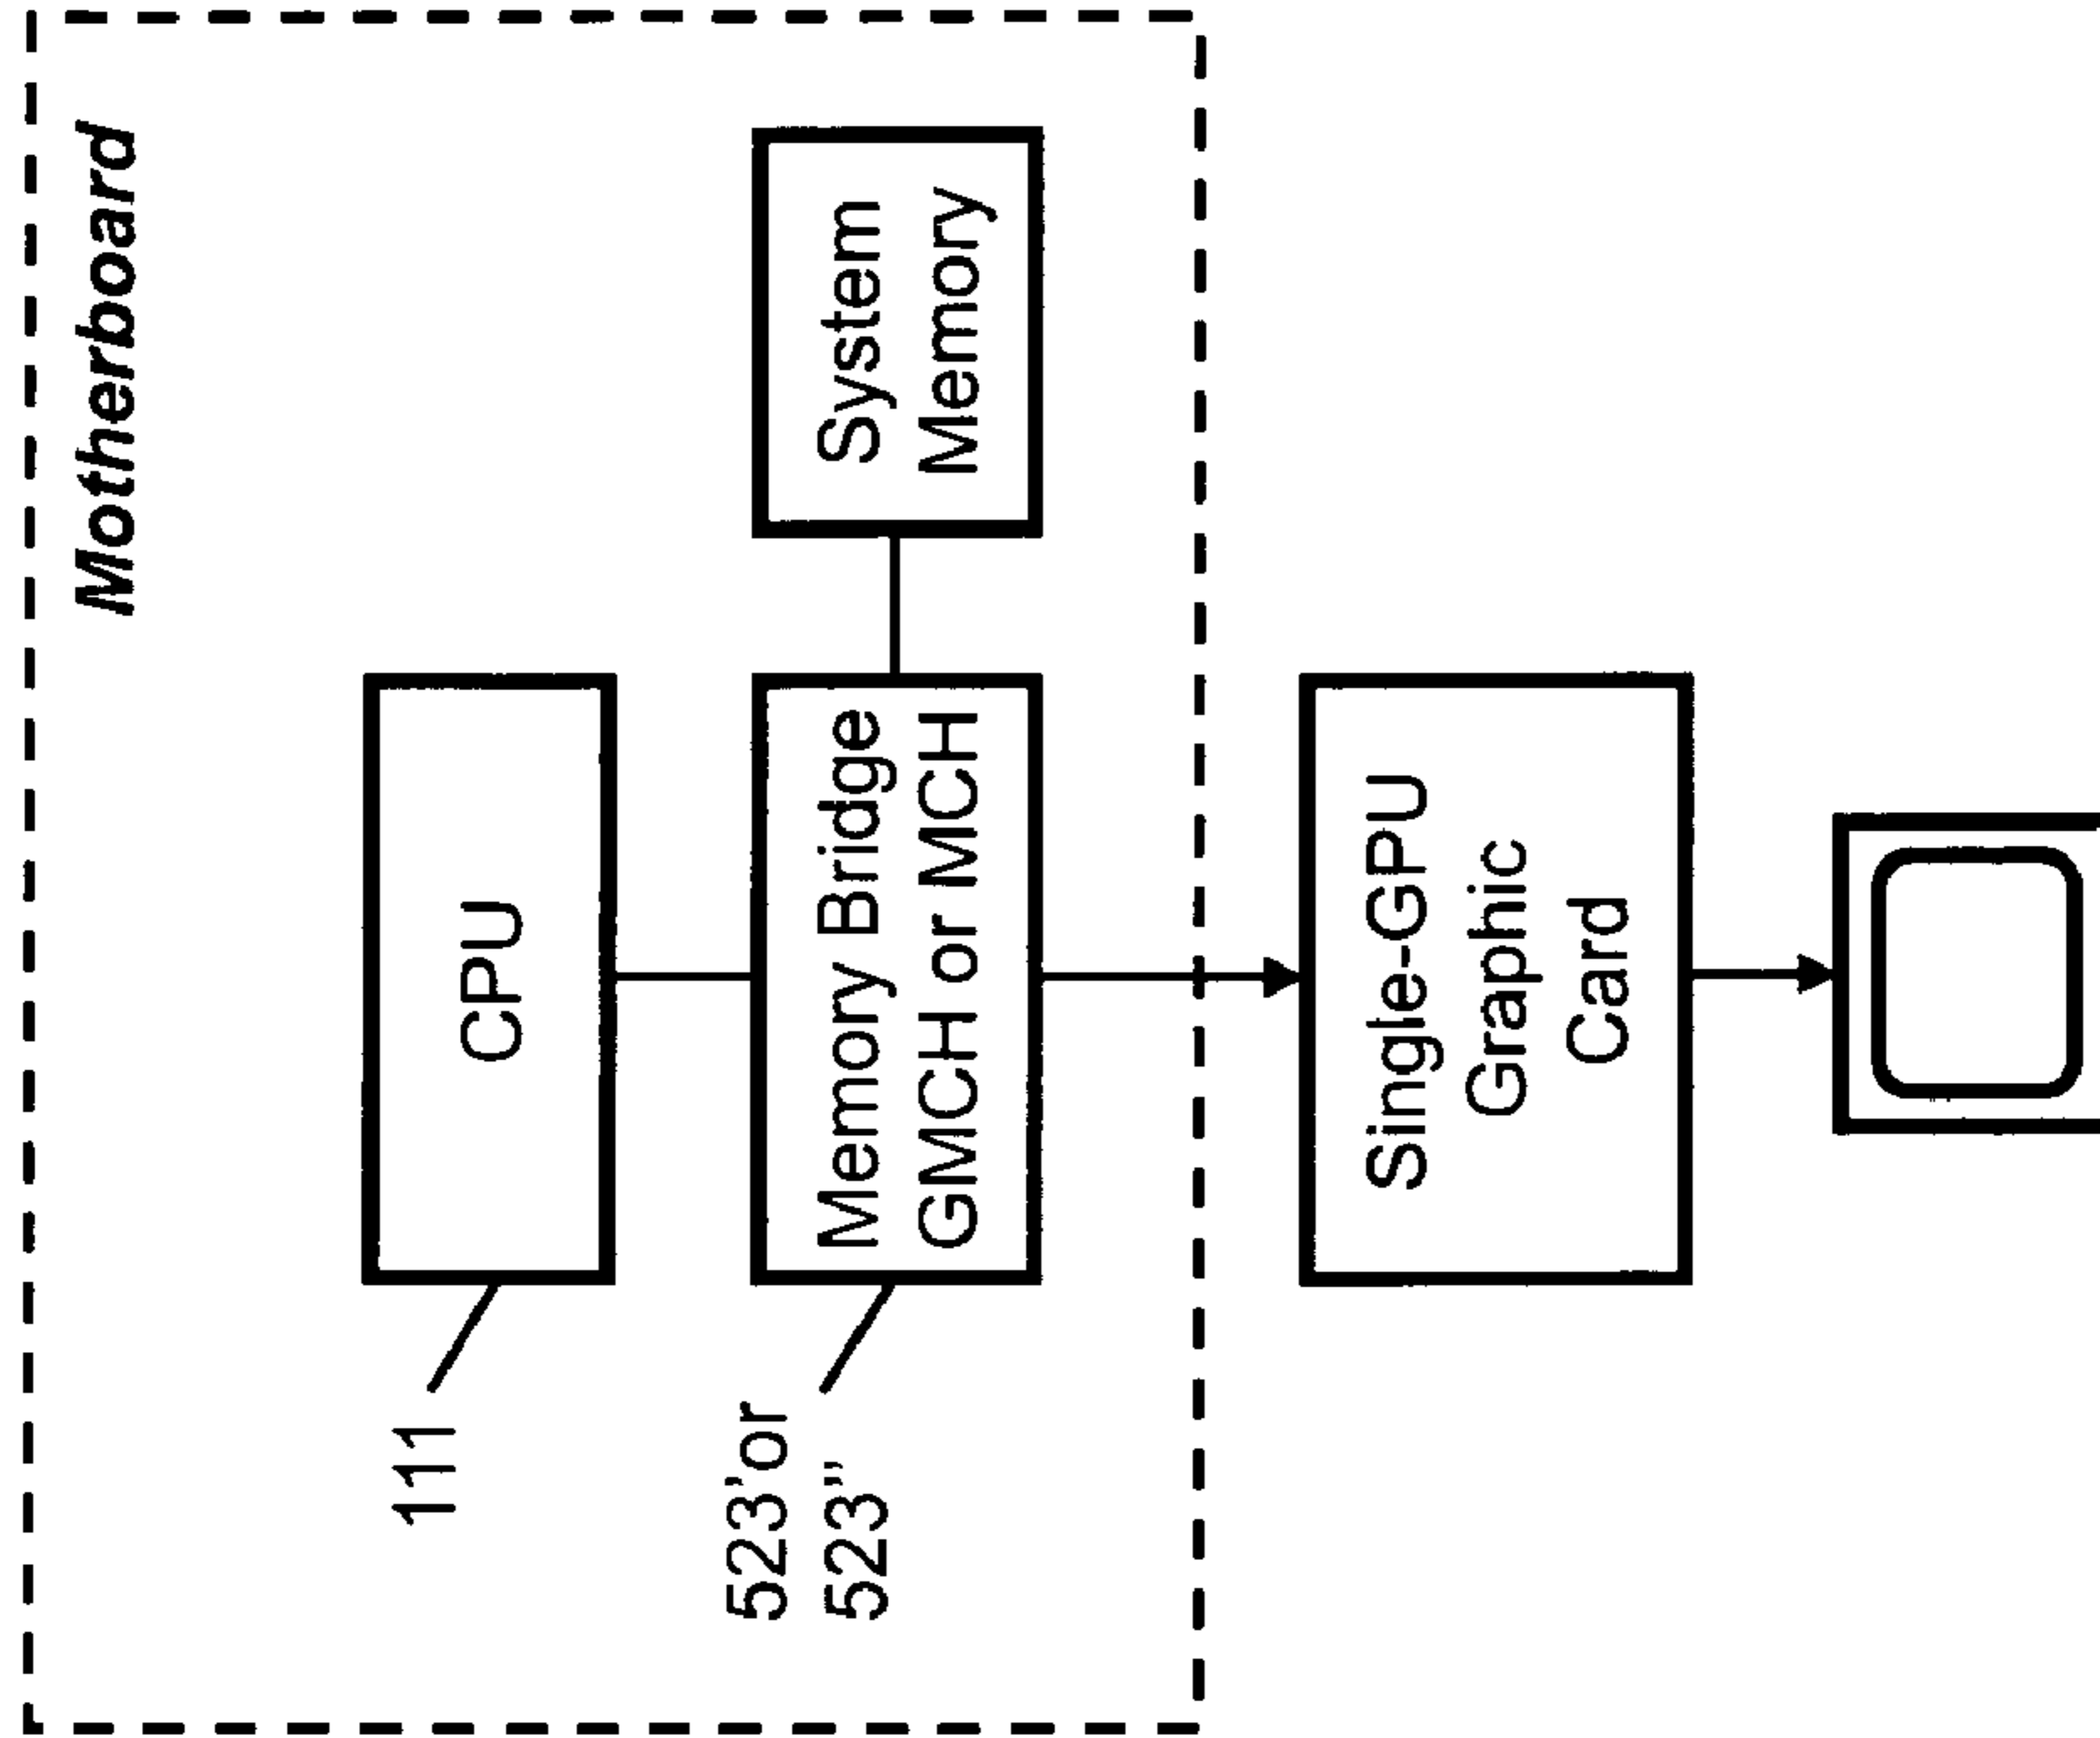 Motherboard
CPU
111
Memory Bridge
GMCH or MCH
523'or
523"
System
Memory
Single-GPU
Graphic
Card